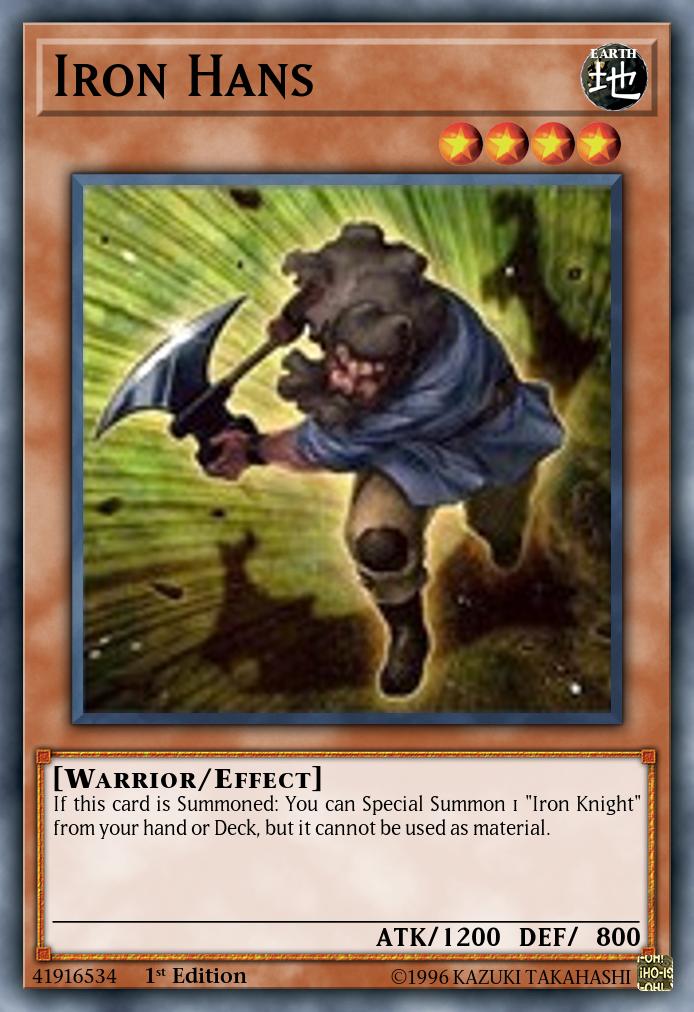 Iron Hans
EARTH
地
[Warrior/Effect]
If this card is Summoned: You can Special Summon 1 "Iron Knight"
from your hand or Deck, but it cannot be used as material.
ATK/1200 DEF/ 800
41916534 1st Edition ©1996 KAZUKI TAKAHASHI